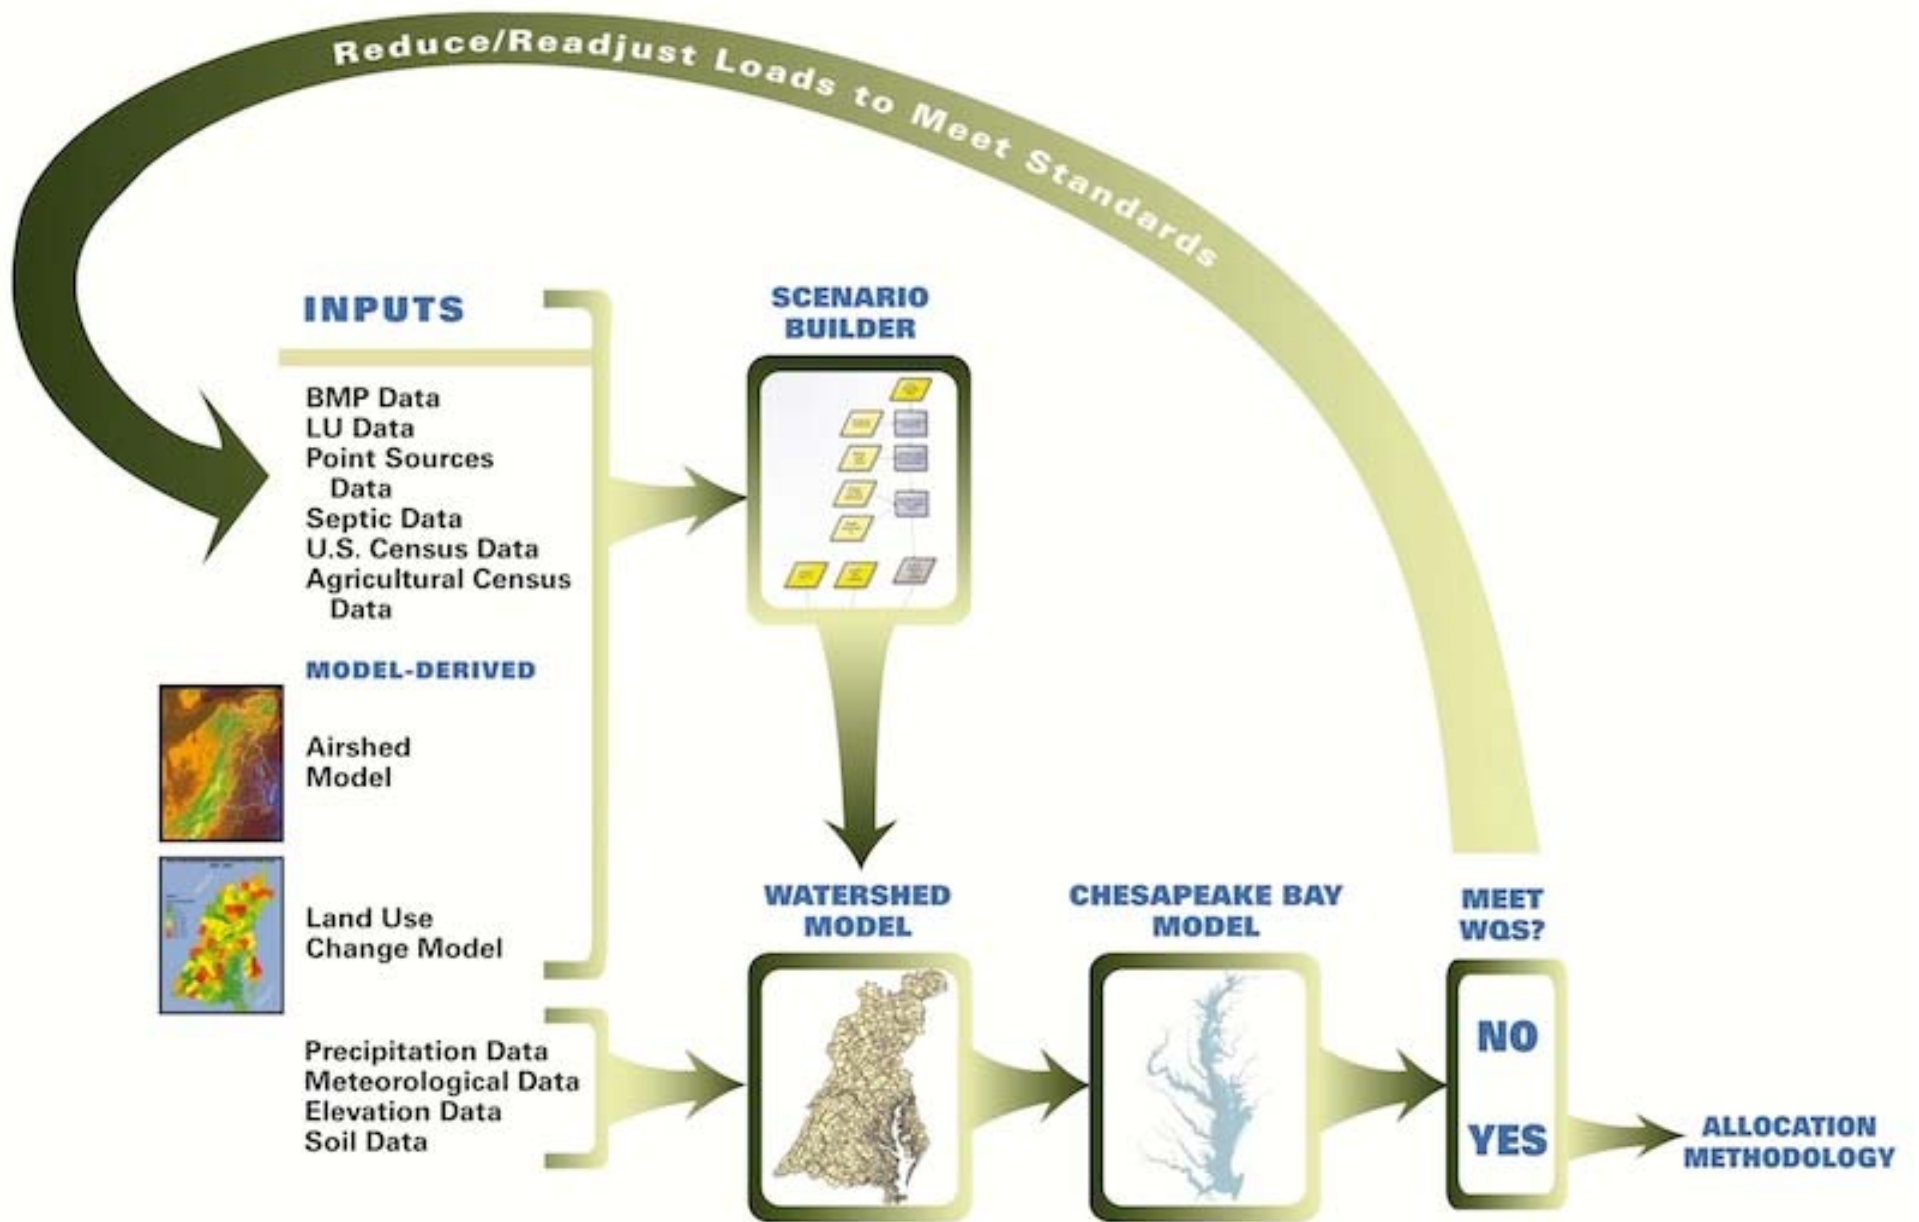 Reduce/Readjust Loads to Meet Standards
INPUTS
BMP Data
LU Data
Point Sources
Data
Septic Data
U.S. Census Data
Agricultural Census
Data
MODEL-DERIVED
Airshed
Model
Land Use
Change Model
Precipitation Data
Meteorological Data
Elevation Data
Soil Data
SCENARIO
BUILDER
WATERSHED
MODEL
CHESAPEAKE BAY
MODEL
MEET
WQS?
NO
YES
ALLOCATION
METHODOLOGY